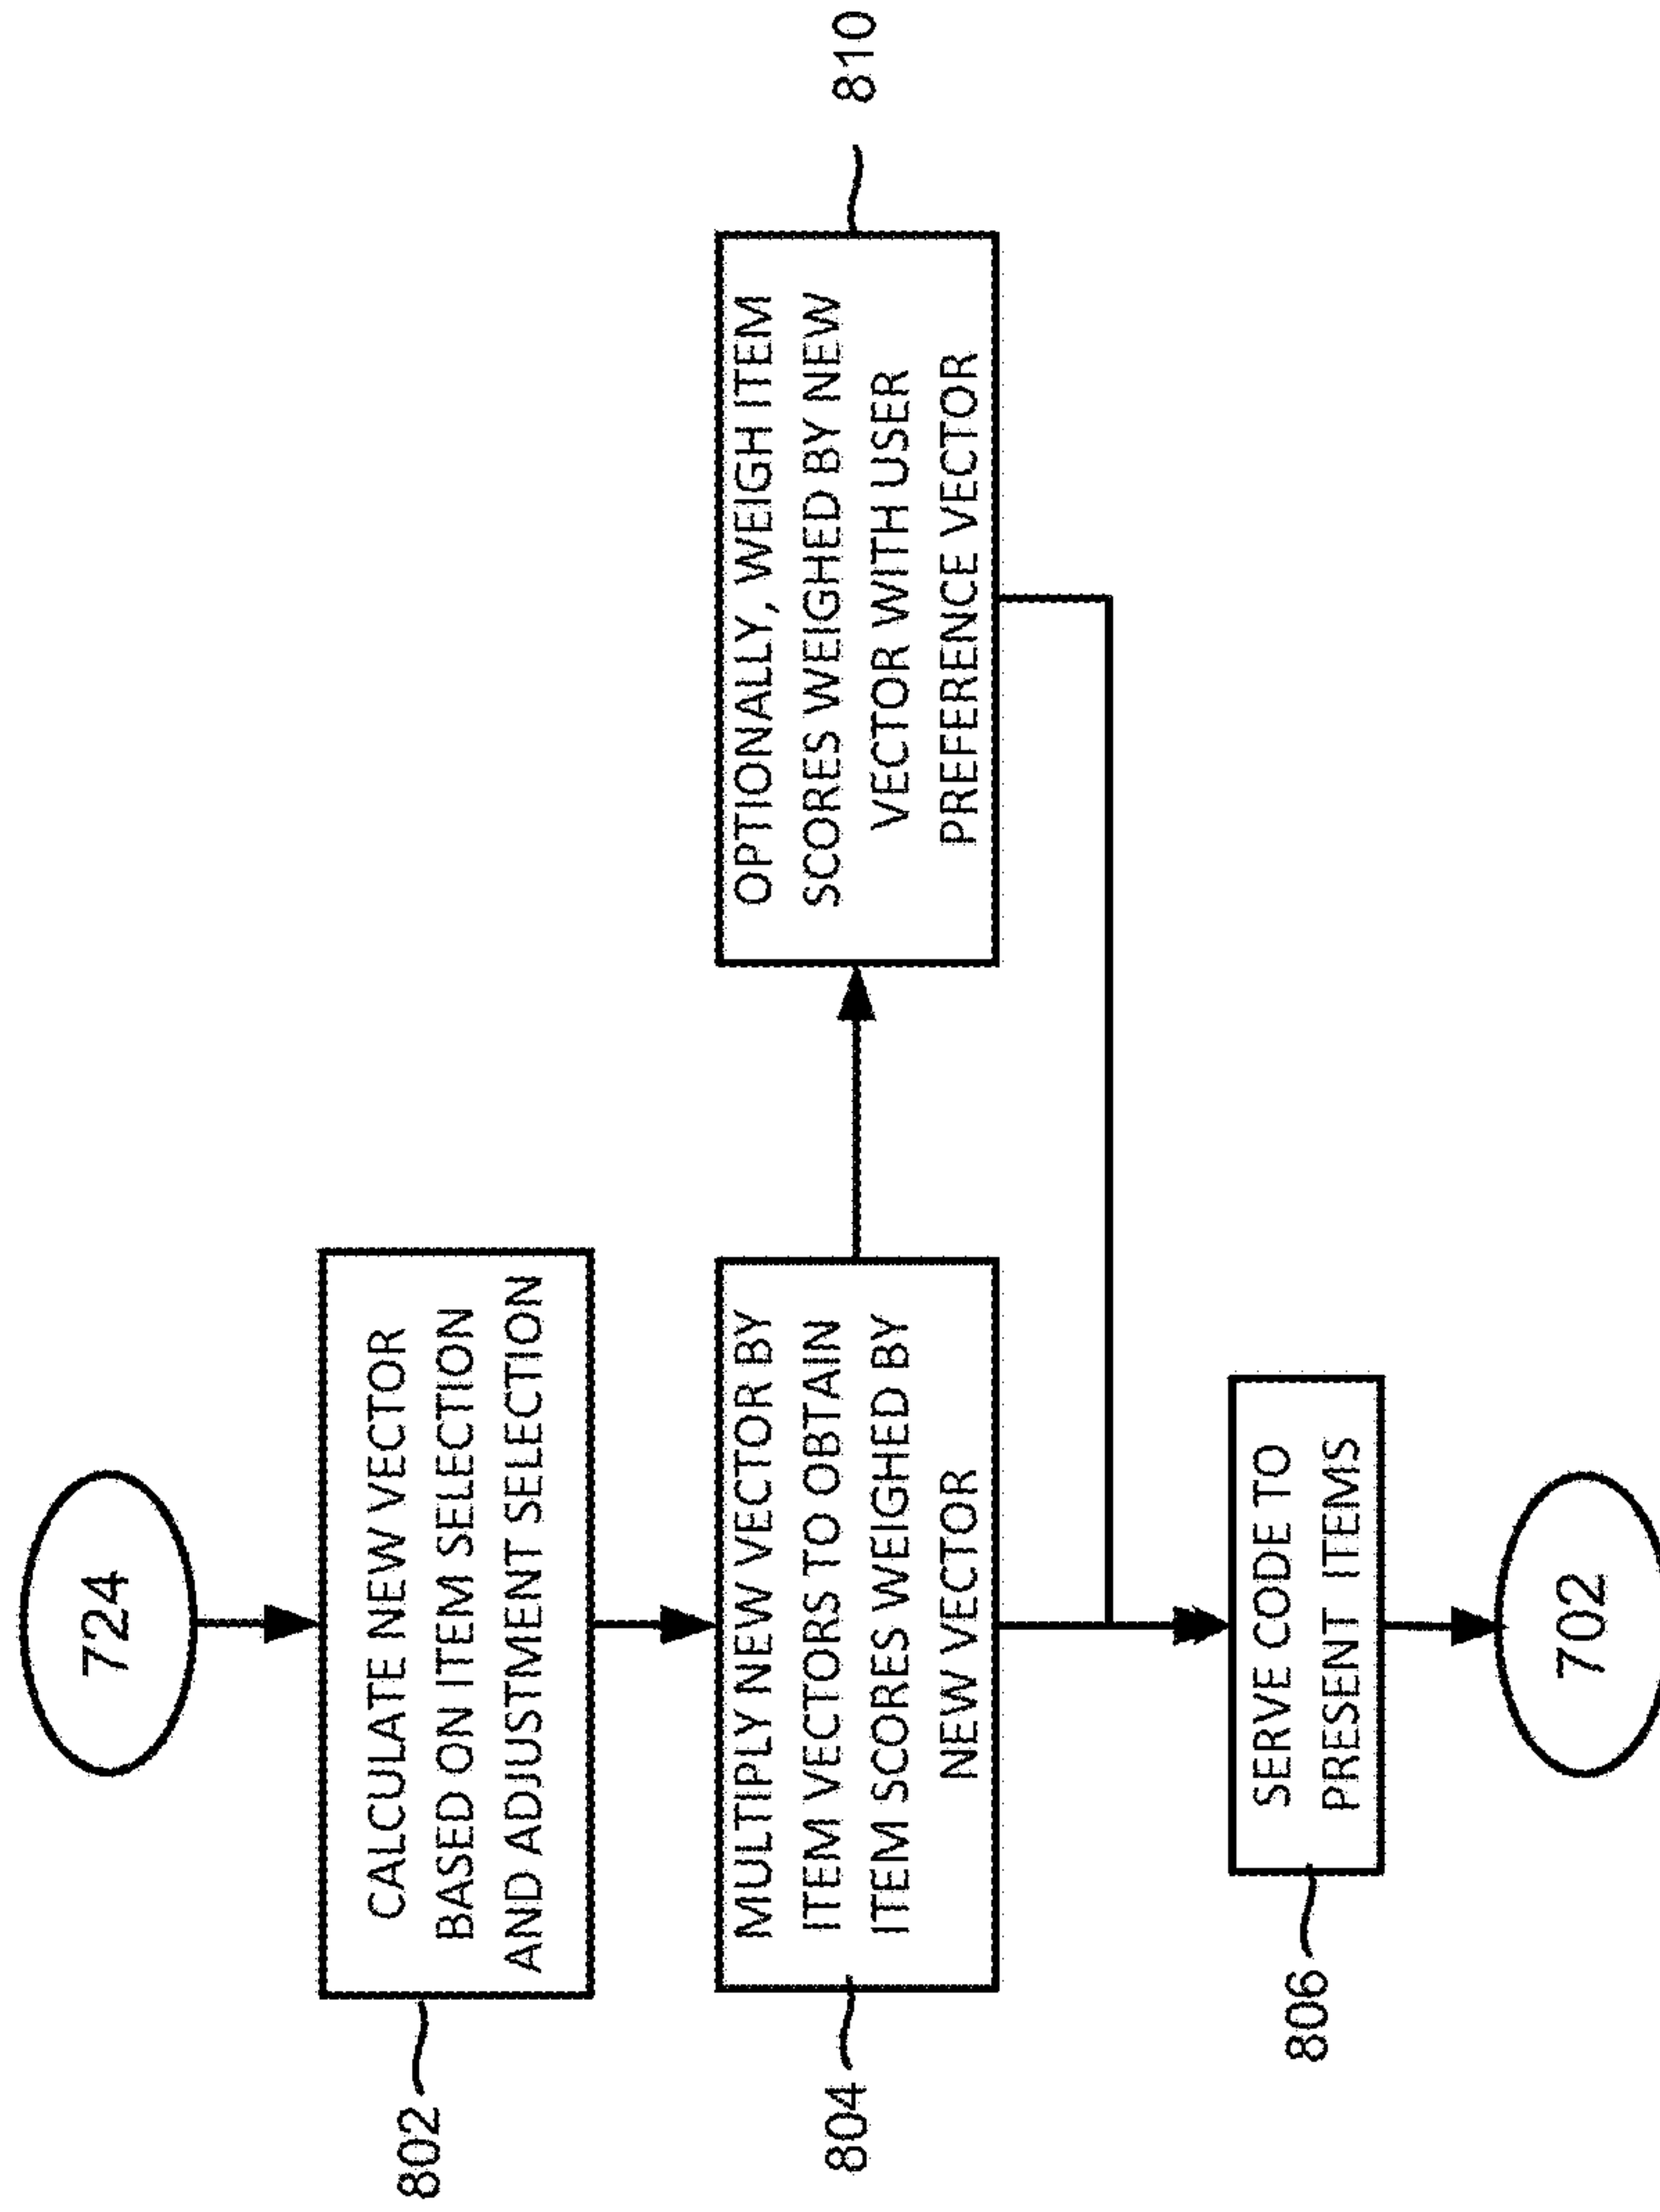 724
CALCULATE NEW VECTOR
BASED ON ITEM SELECTION
AND ADJUSTMENT SELECTION
802
MULTIPLY NEW VECTOR BY
ITEM VECTORS TO OBTAIN
ITEM SCORES WEIGHED BY
NEW VECTOR
804
OPTIONALLY, WEIGH ITEM
SCORES WEIGHED BY NEW
VECTOR WITH USER
PREFERENCE VECTOR
810
SERVE CODE TO
PRESENT ITEMS
806
702